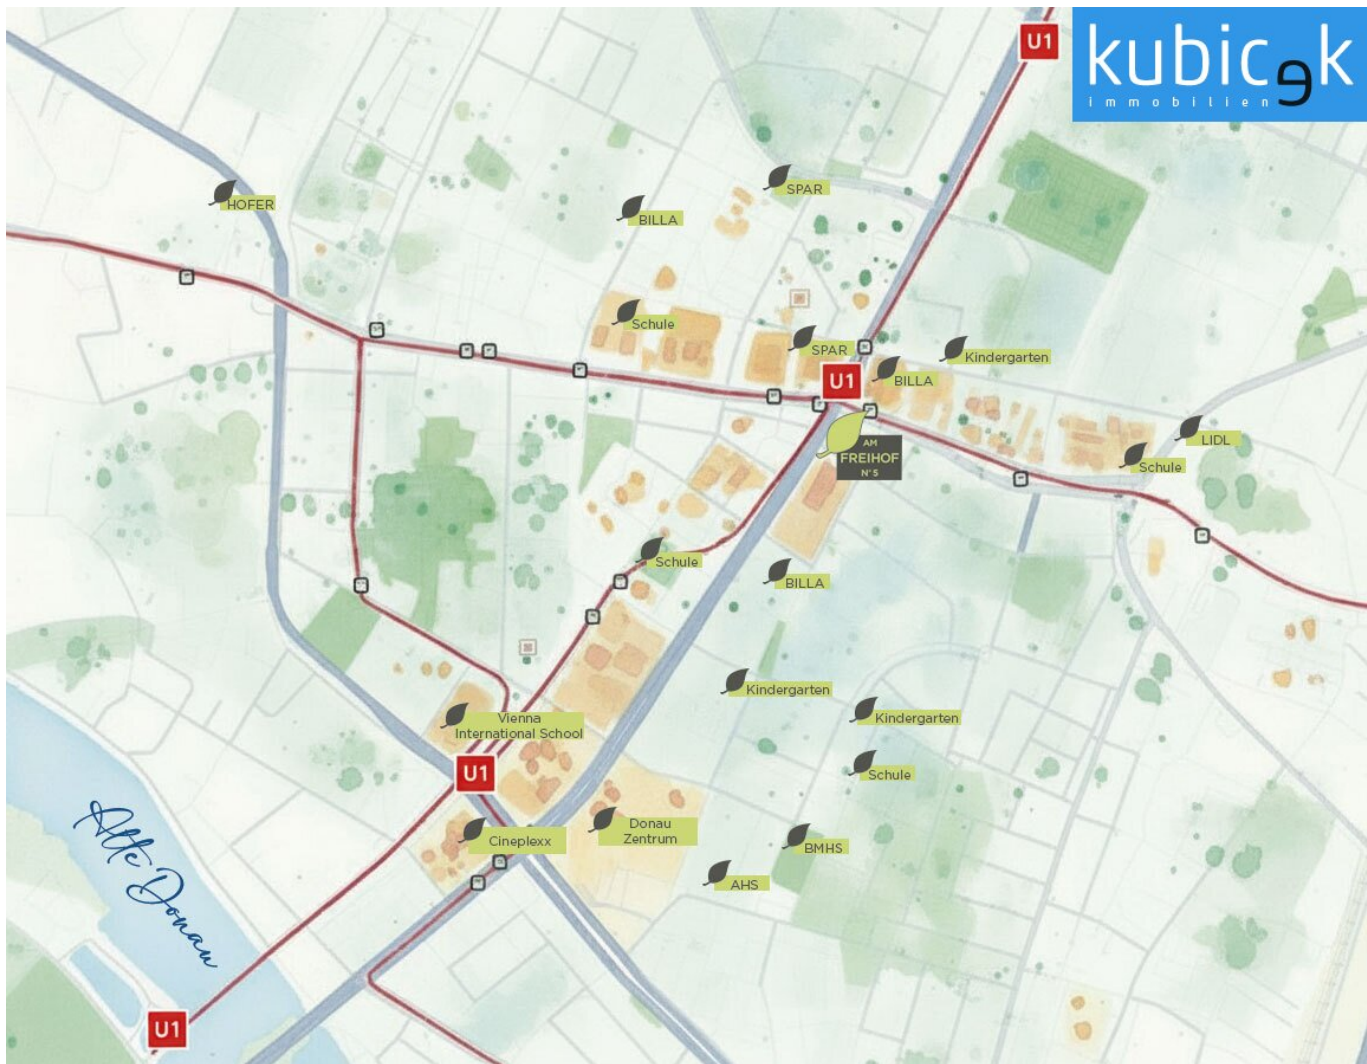 U1
kubicek
immobilien
SPAR
HOFER
BILLA
Schule
SPAR
Kindergarten
BILLA
U1
AM
FREIHOF
N°5
LIDL
Schule
Schule
BILLA
Kindergarten
Kindergarten
Vienna
International School
U1
Schule
Donau
Zentrum
Cineplexx
BMHS
AHS
Alte Donau
U1